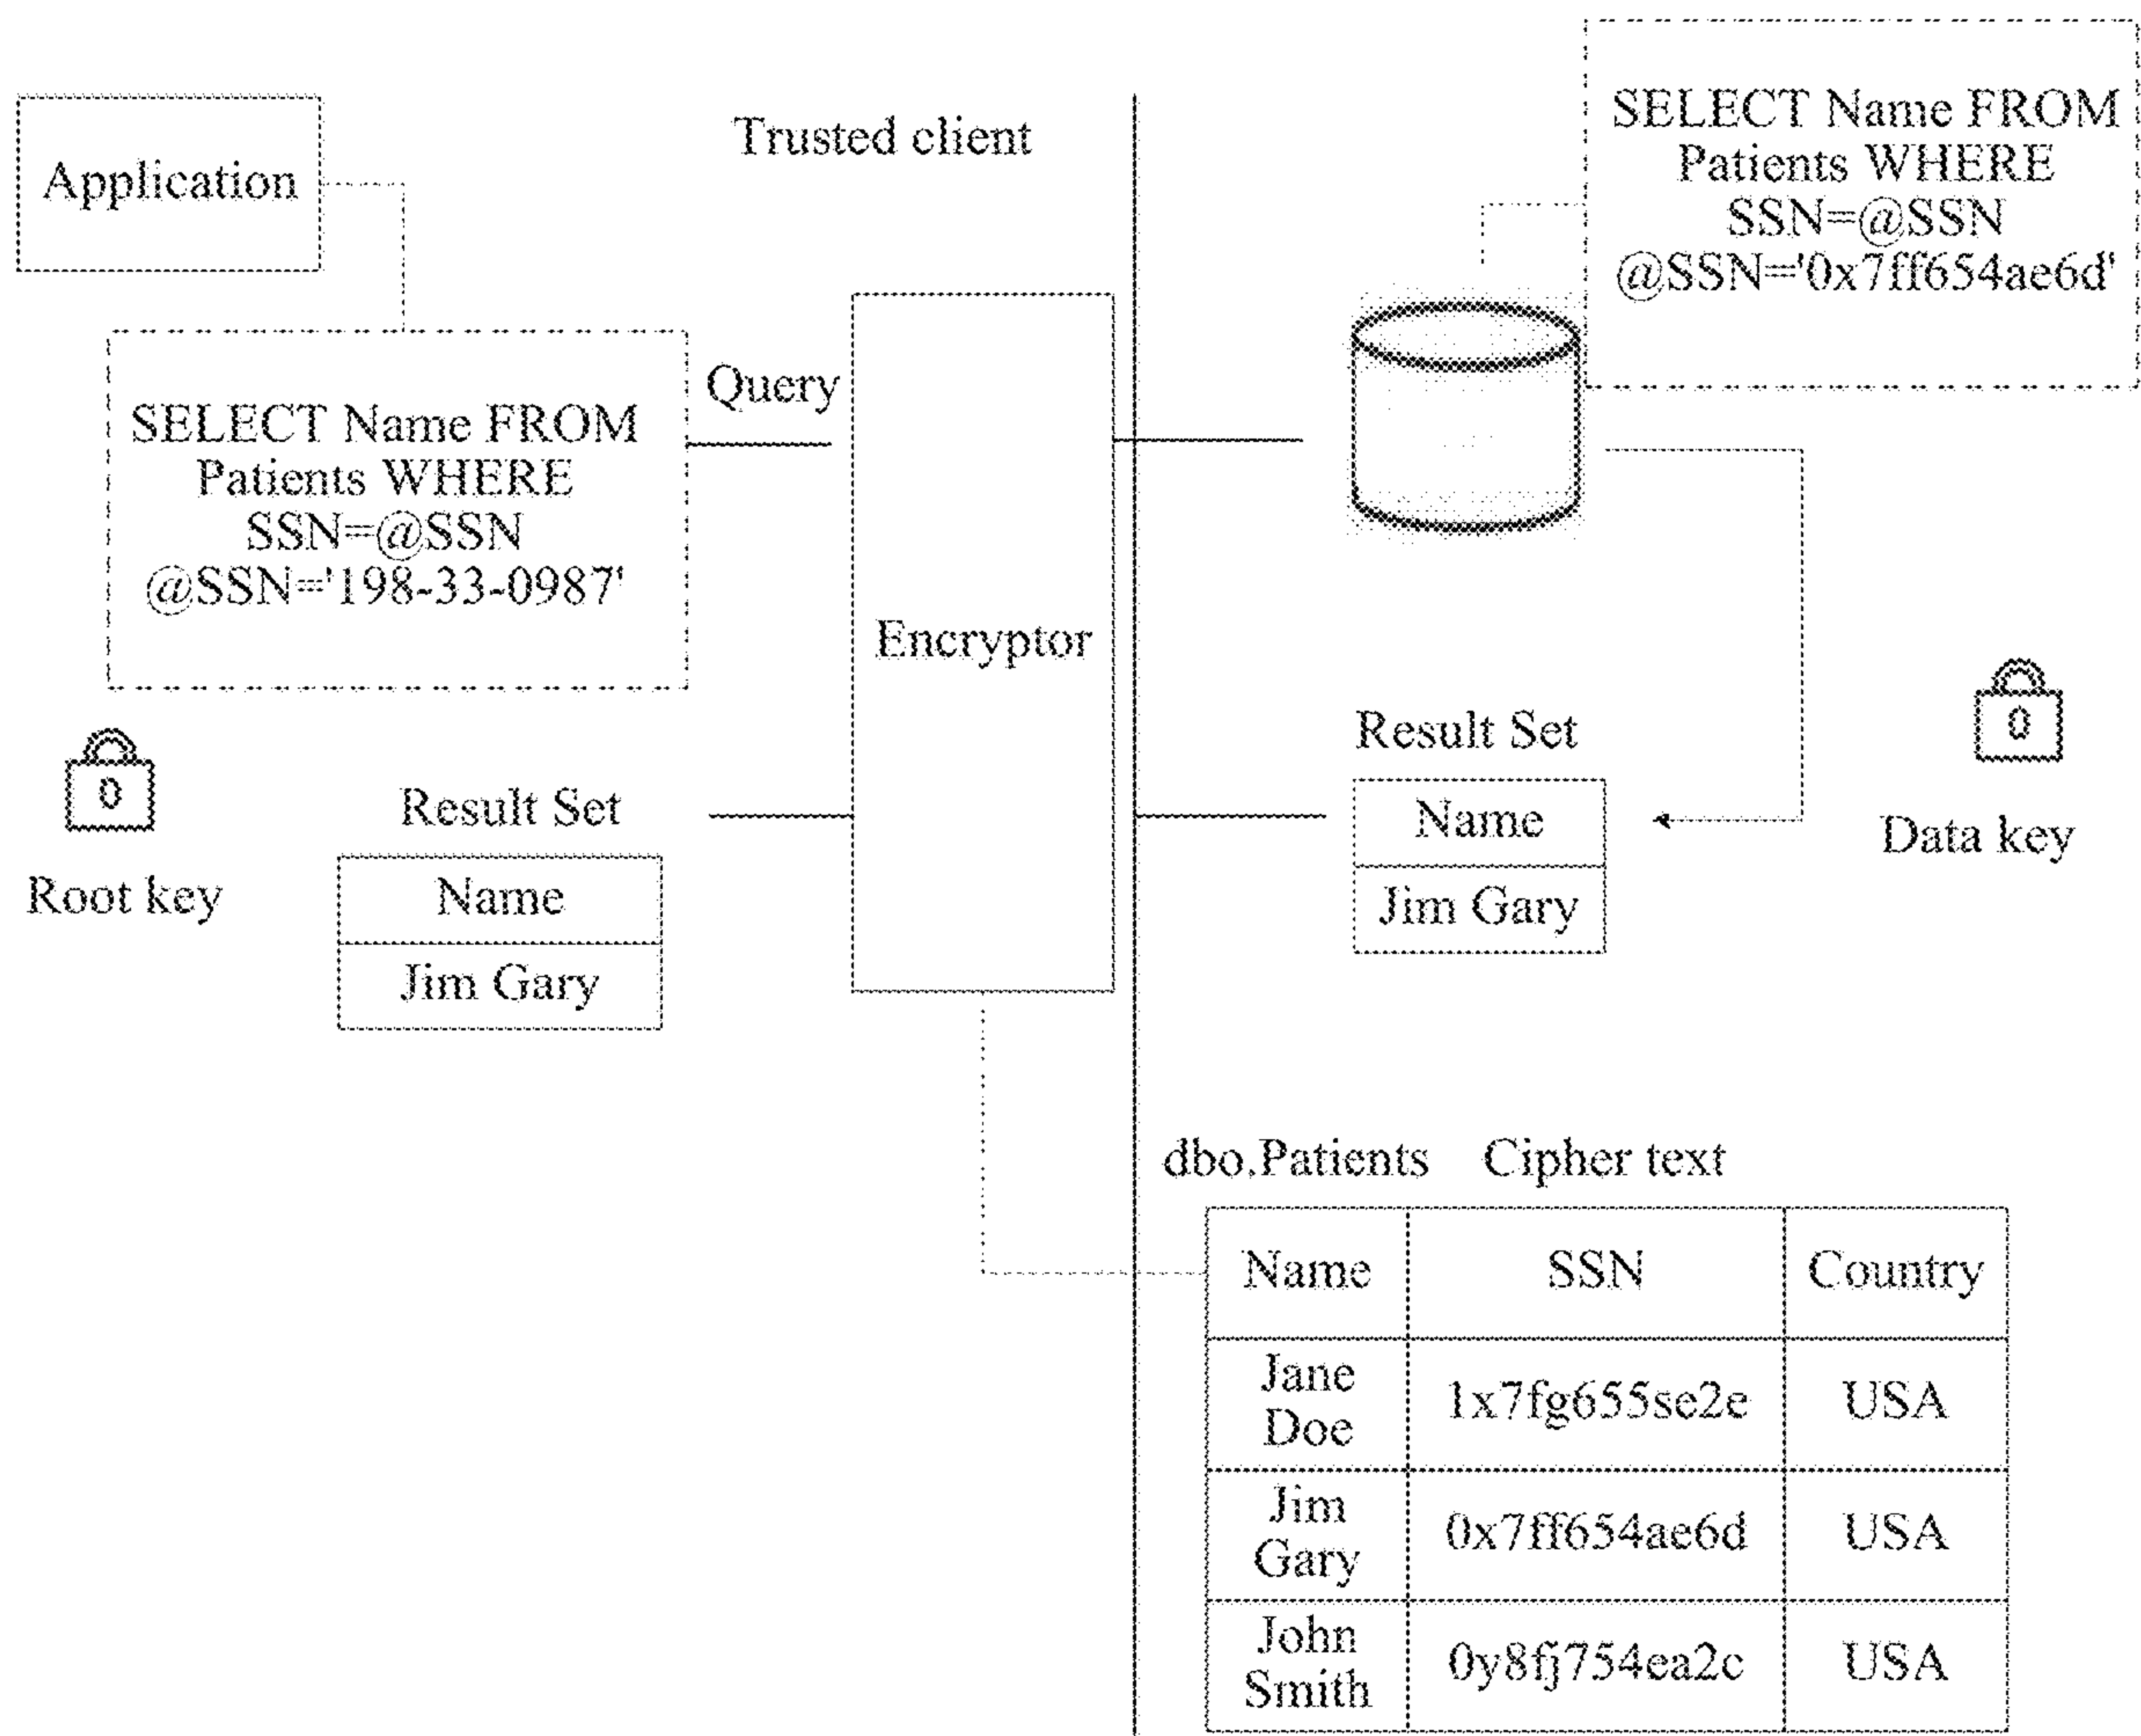 Application
Trusted client
SELECT Name FROM
Patients WHERE
SSN=@SSN
@SSN='0x7ff654ae6d'
SELECT Name FROM
Patients WHERE
SSN=@SSN
@SSN='198-33-0987'
Query
Encryptor
Root key
0
Result Set
Name
Jim Gary
Result Set
Name
Jim Gary
0
Data key
dbo.Patients Cipher text
Name SSN Country
Jane
Doe
1x7fg655se2e USA
Jim
Gary
0x7ff654ae6d USA
John
Smith
0y8fj754ea2c USA